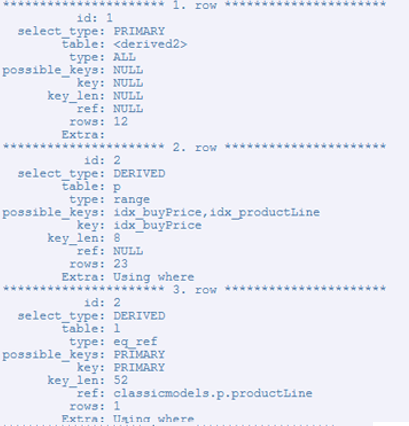 ********************** 1. row **********************
id: 1
select_type: PRIMARY
table: <derived2>
type: ALL
possible_keys: NULL
key: NULL
key_len: NULL
ref: NULL
rows: 12
Extra:
********************** 2. row **********************
id: 2
select_type: DERIVED
table: p
type: range
possible_keys: idx_buyPrice,idx_productLine
key: idx_buyPrice
key_len: 8
ref: NULL
rows: 23
Extra: Using where
********************** 3. row **********************
id: 2
select_type: DERIVED
table: l
type: eq_ref
possible_keys: PRIMARY
key: PRIMARY
key_len: 52
ref: classicmodels.p.productLine
rows: 1
Extra: Using where